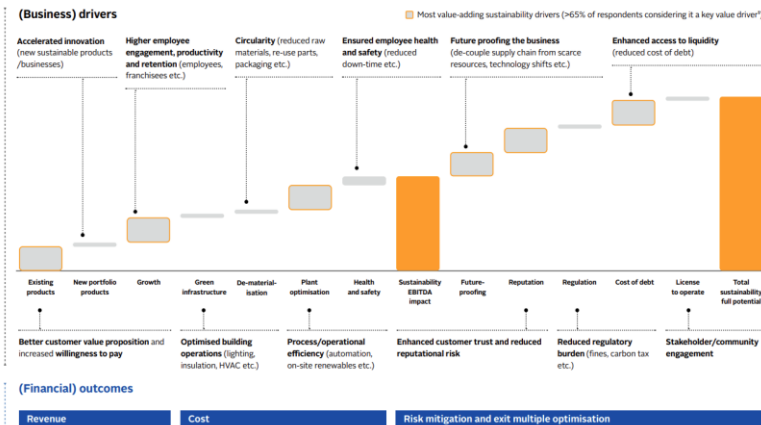 (Business) drivers
Most value-adding sustainability drivers (>65% of respondents considering it a key value driver
Accelerated innovation
(new sustainable products
/businesses)
Higher employee
engagement, productivity
and retention (employees,
franchisees etc.)
Circularity (reduced raw
materials, re-use parts,
packaging etc.)
Ensured employee health
and safety (reduced
down-time etc.)
Future proofing the business
(de-couple supply chain from scarce
resources, technology shifts etc.)
Enhanced access to liquidity
(reduced cost of debt)
Existing
products
New portfolio
products
Growth
Green
infrastructure
De-material-
isation
Plant
optimisation
Health
and safety
Sustainability
EBITDA
impact
Future-
proofing
Reputation
Regulation
Cost of debt
License
to operate
Total
sustainability
full potential
Better customer value proposition and
increased willingness to pay
Optimised building
operations (lighting,
insulation, HVAC etc.)
Process/operational
efficiency (automation,
on-site renewables etc.)
Enhanced customer trust and reduced
reputational risk
Reduced regulatory
burden (fines, carbon tax
etc.)
Stakeholder/community
engagement
(Financial) outcomes
Revenue
Cost
Risk mitigation and exit multiple optimisation